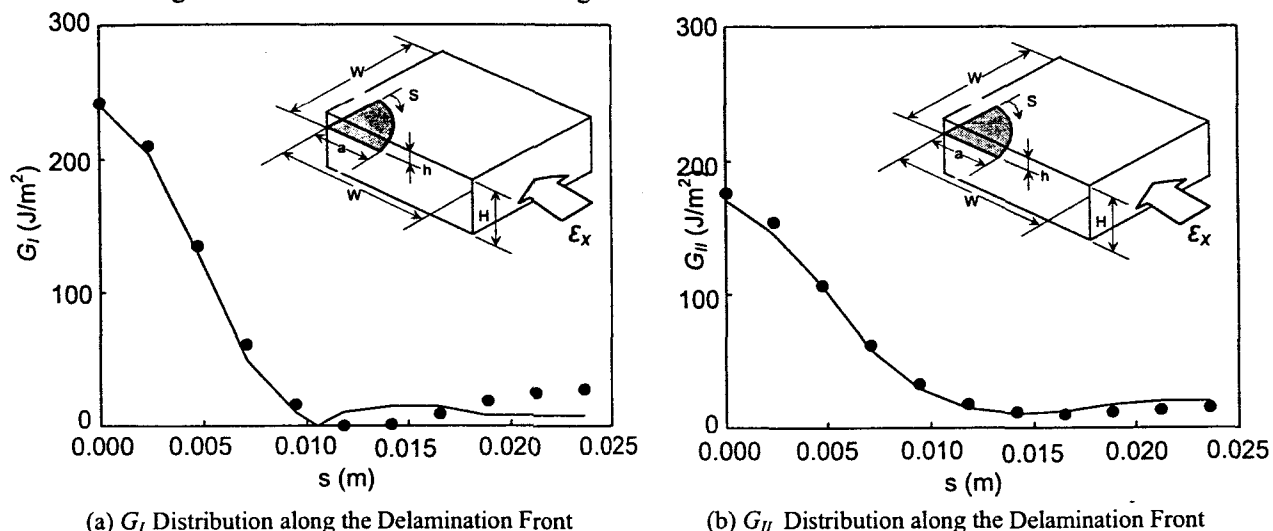 300
200
100
0
G_I (J/m²)
0.000 0.005 0.010 0.015 0.020 0.025
s (m)
W
S
a
h
W
H
ε_x
(a) G_I Distribution along the Delamination Front
300
200
100
0
G_II (J/m²)
0.000 0.005 0.010 0.015 0.020 0.025
s (m)
W
S
a
h
W
H
ε_x
(b) G_II Distribution along the Delamination Front